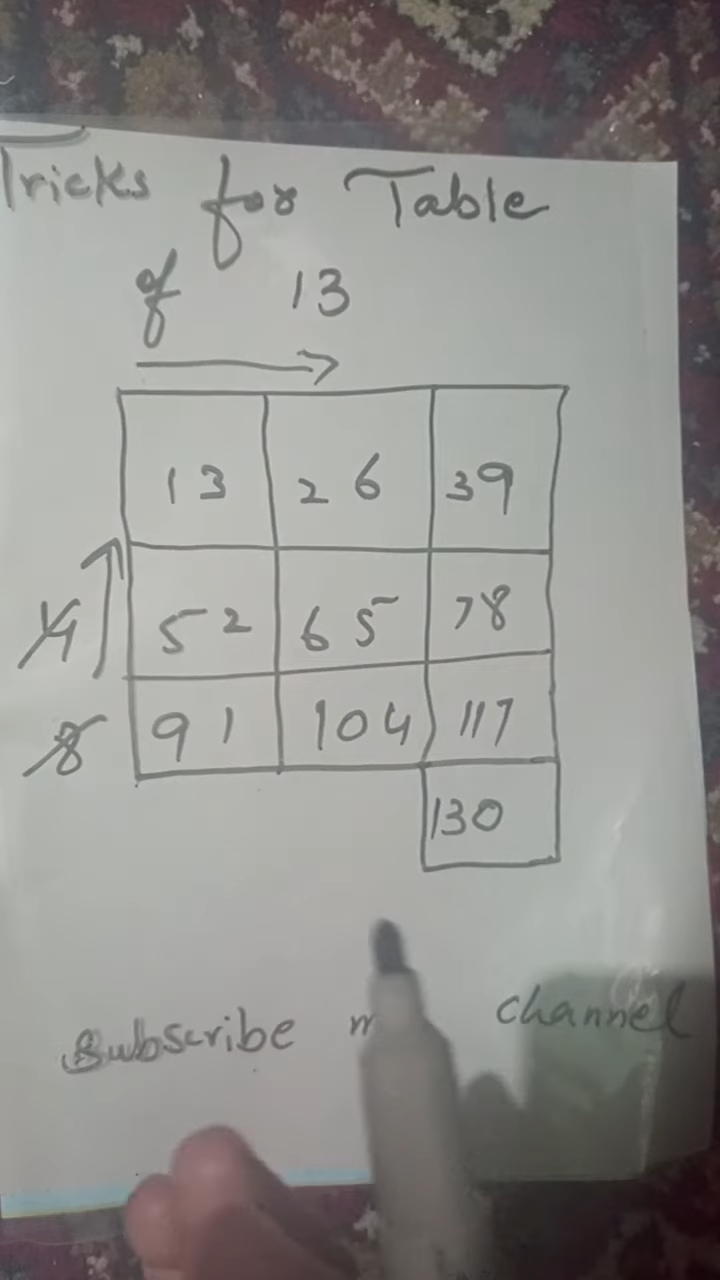 Tricks for Table
of 13
13 26 39
4 52 65 78
8 91 104 117
130
Subscribe channel